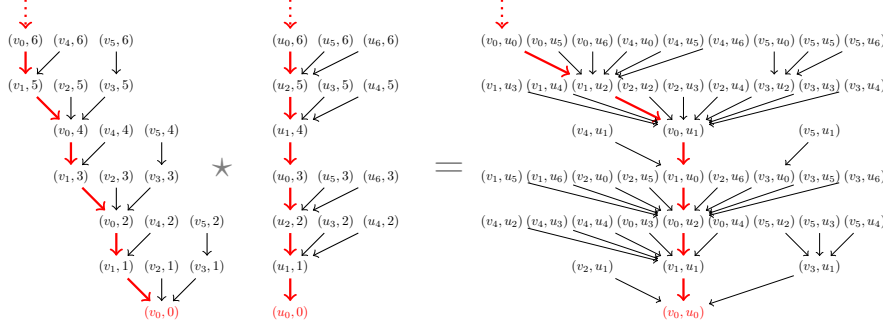 (v₀, 6) (v₄, 6) (v₅, 6) (u₀, 6) (u₅, 6) (u₆, 6) (v₀, u₀) (v₀, u₅) (v₀, u₆) (v₄, u₀) (v₄, u₅) (v₄, u₆) (v₅, u₀) (v₅, u₅) (v₅, u₆)
(v₁, 5) (v₂, 5) (v₃, 5) (u₂, 5) (u₃, 5) (u₄, 5) (v₁, u₃) (v₁, u₄) (v₁, u₂) (v₂, u₂) (v₂, u₃) (v₂, u₄) (v₃, u₂) (v₃, u₃) (v₃, u₄)
(v₀, 4) (v₄, 4) (v₅, 4) (u₁, 4) (v₄, u₁) (v₀, u₁) (v₅, u₁)
(v₁, 3) (v₂, 3) (v₃, 3) ⋆ (u₀, 3) (u₅, 3) (u₆, 3) = (v₁, u₅) (v₁, u₆) (v₂, u₀) (v₂, u₅) (v₁, u₀) (v₂, u₆) (v₃, u₀) (v₃, u₅) (v₃, u₆)
(v₀, 2) (v₄, 2) (v₅, 2) (u₂, 2) (u₃, 2) (u₄, 2) (v₄, u₂) (v₄, u₃) (v₄, u₄) (v₀, u₃) (v₀, u₂) (v₀, u₄) (v₅, u₂) (v₅, u₃) (v₅, u₄)
(v₁, 1) (v₂, 1) (v₃, 1) (u₁, 1) (v₂, u₁) (v₁, u₁) (v₃, u₁)
(v₀, 0) (u₀, 0) (v₀, u₀)